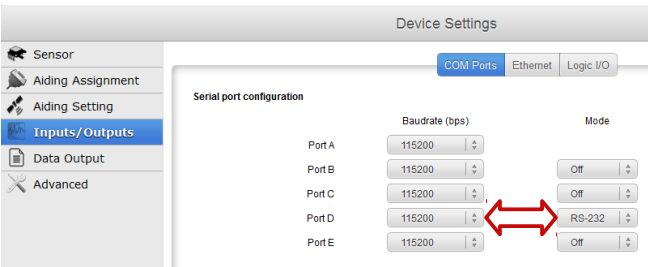 Device Settings
Sensor
Aiding Assignment
Aiding Setting
Inputs/Outputs
Data Output
Advanced
COM Ports Ethernet Logic I/O
Serial port configuration
Baudrate (bps) Mode
Port A 115200
Port B 115200 Off
Port C 115200 Off
Port D 115200 RS-232
Port E 115200 Off